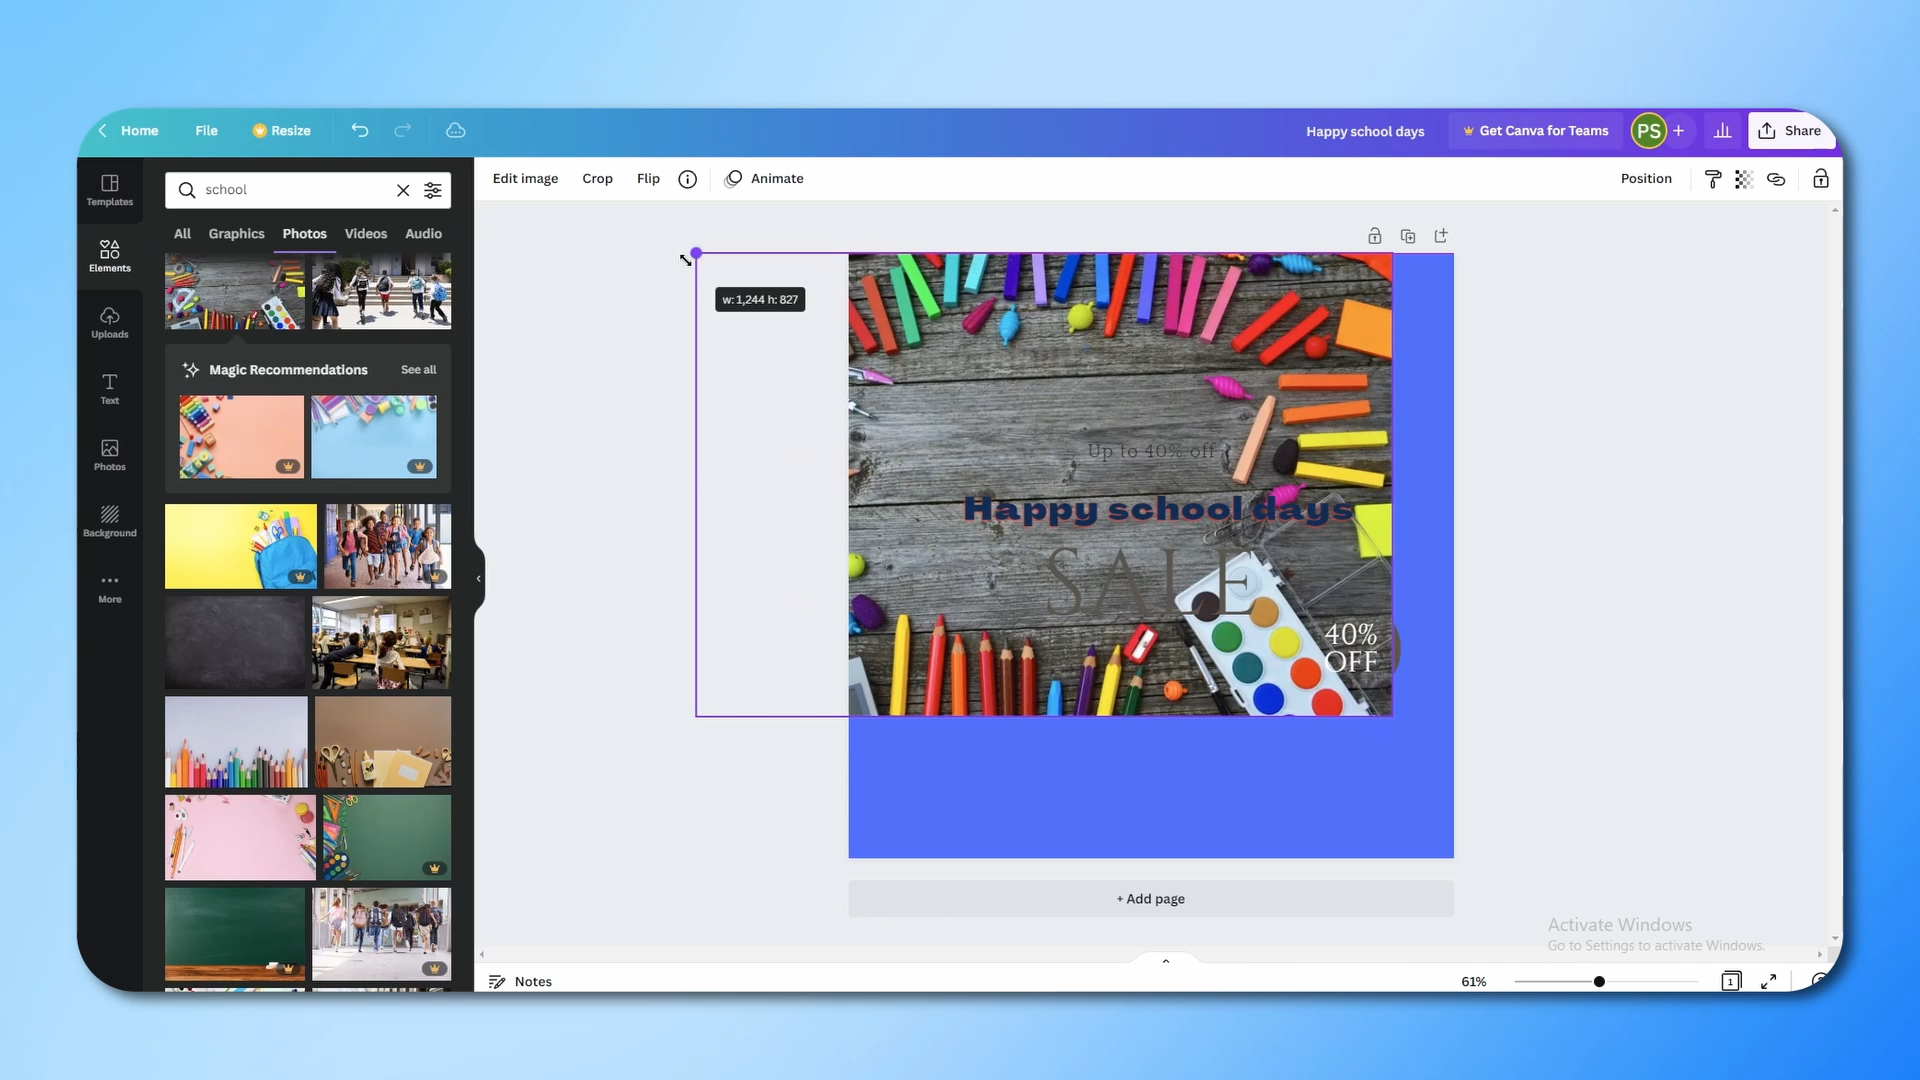 Home File Resize
Happy school days Get Canva for Teams PS + Share
Templates
Elements
Uploads
Text
Photos
Background
More
school
All Graphics Photos Videos Audio
Magic Recommendations See all
Edit image Crop Flip Animate Position
w: 1,244 h: 827
Up to 40% off
Happy school days
SALE
40%
OFF
+ Add page
Activate Windows
Go to Settings to activate Windows.
Notes 61% 1